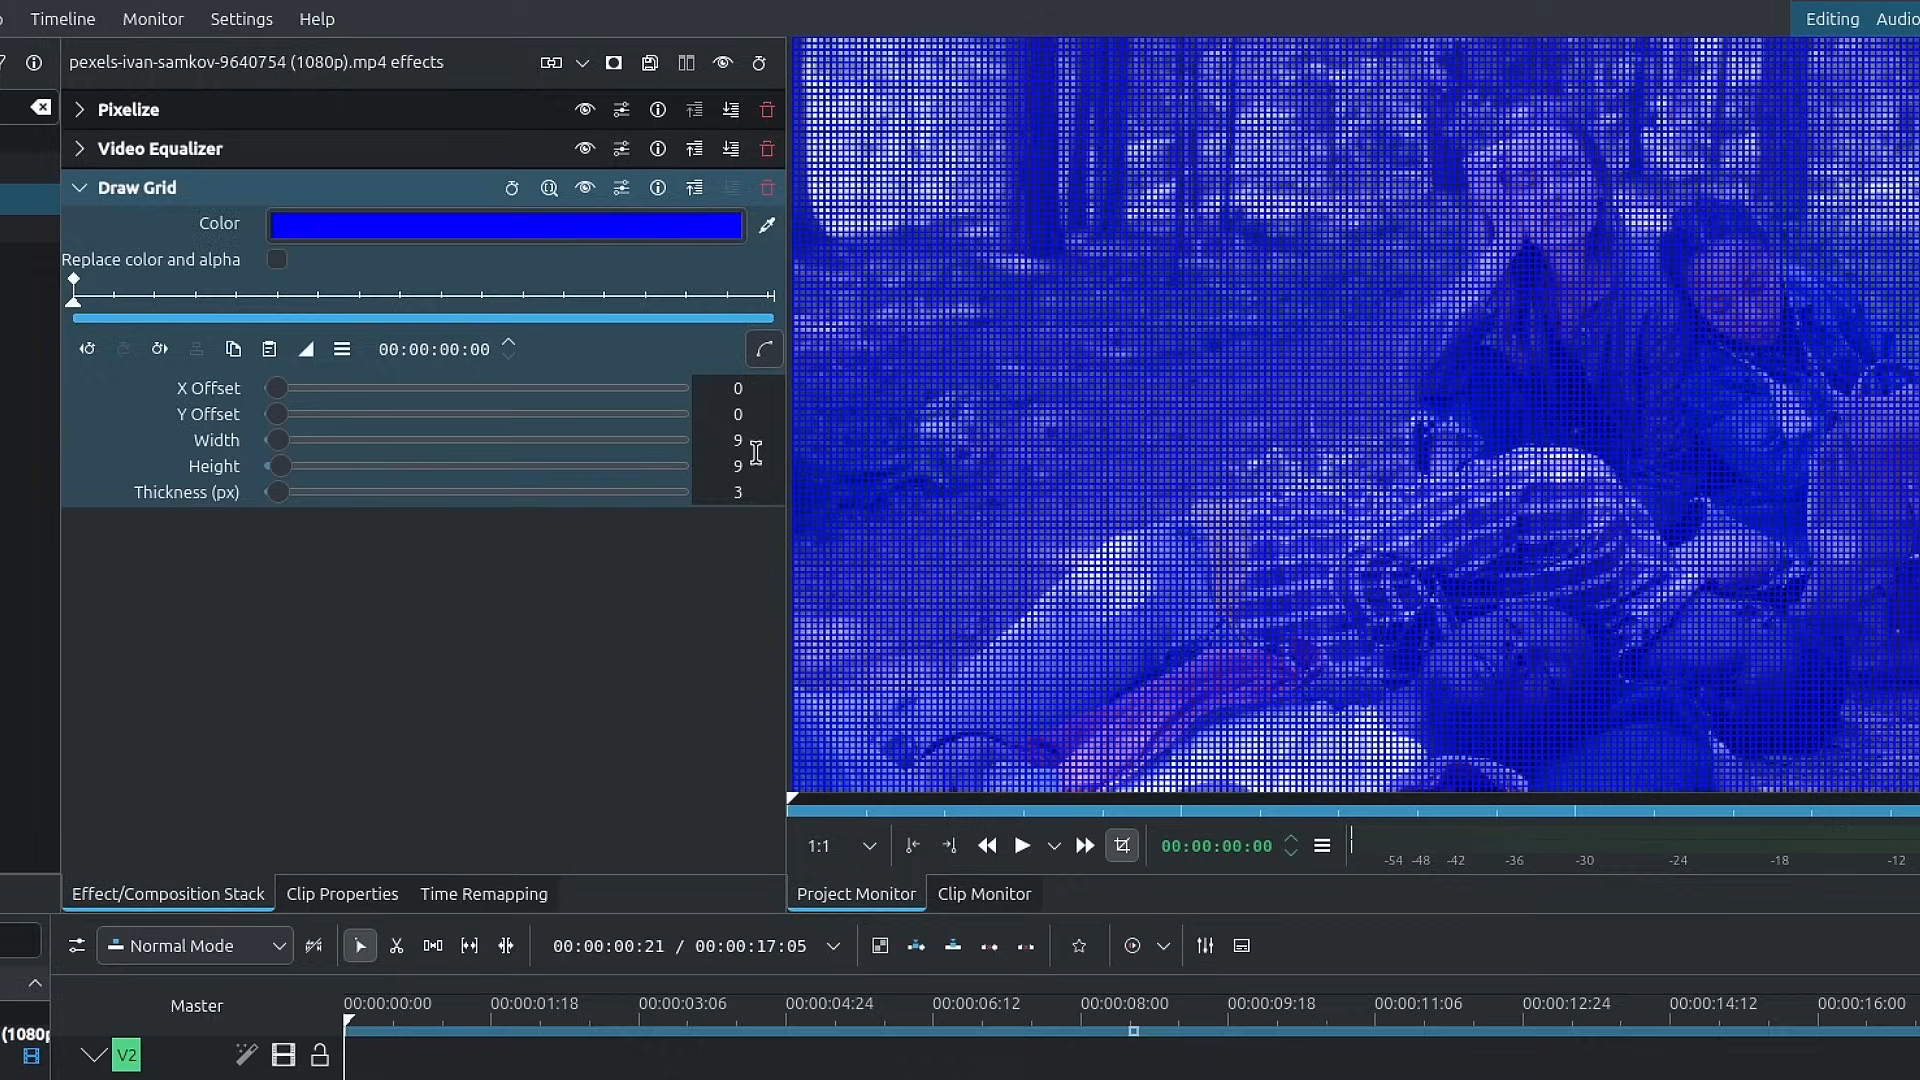 Timeline Monitor Settings Help Editing Audio
pexels-ivan-samkov-9640754 (1080p).mp4 effects
Pixelize
Video Equalizer
Draw Grid
Color
Replace color and alpha
00:00:00:00
X Offset 0
Y Offset 0
Width 9
Height 9
Thickness (px) 3
1:1 00:00:00:00
-54 -48 -42 -36 -30 -24 -18 -12
Effect/Composition Stack Clip Properties Time Remapping Project Monitor Clip Monitor
Normal Mode 00:00:00:21 / 00:00:17:05
Master 00:00:00:00 00:00:01:18 00:00:03:06 00:00:04:24 00:00:06:12 00:00:08:00 00:00:09:18 00:00:11:06 00:00:12:24 00:00:14:12 00:00:16:00
(1080p
V2